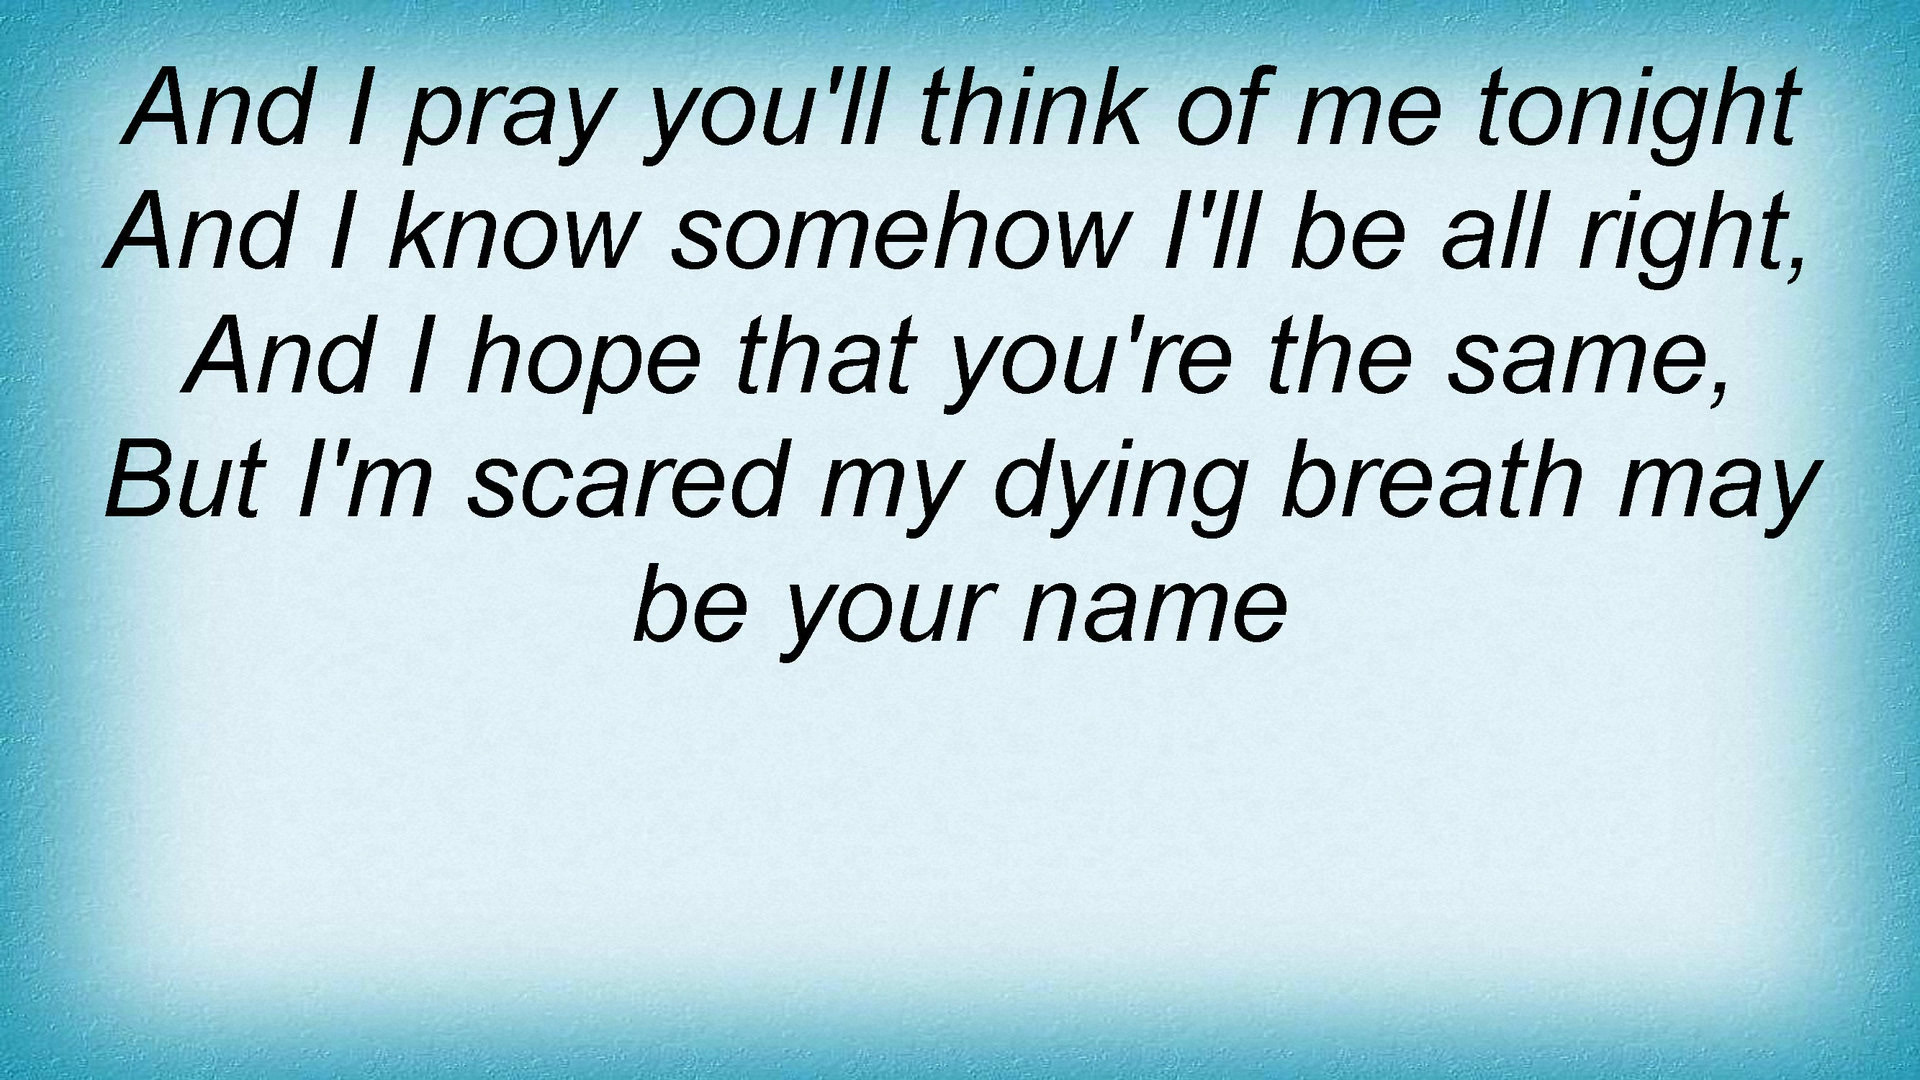 And I pray you'll think of me tonight
And I know somehow I'll be all right,
And I hope that you're the same,
But I'm scared my dying breath may
be your name